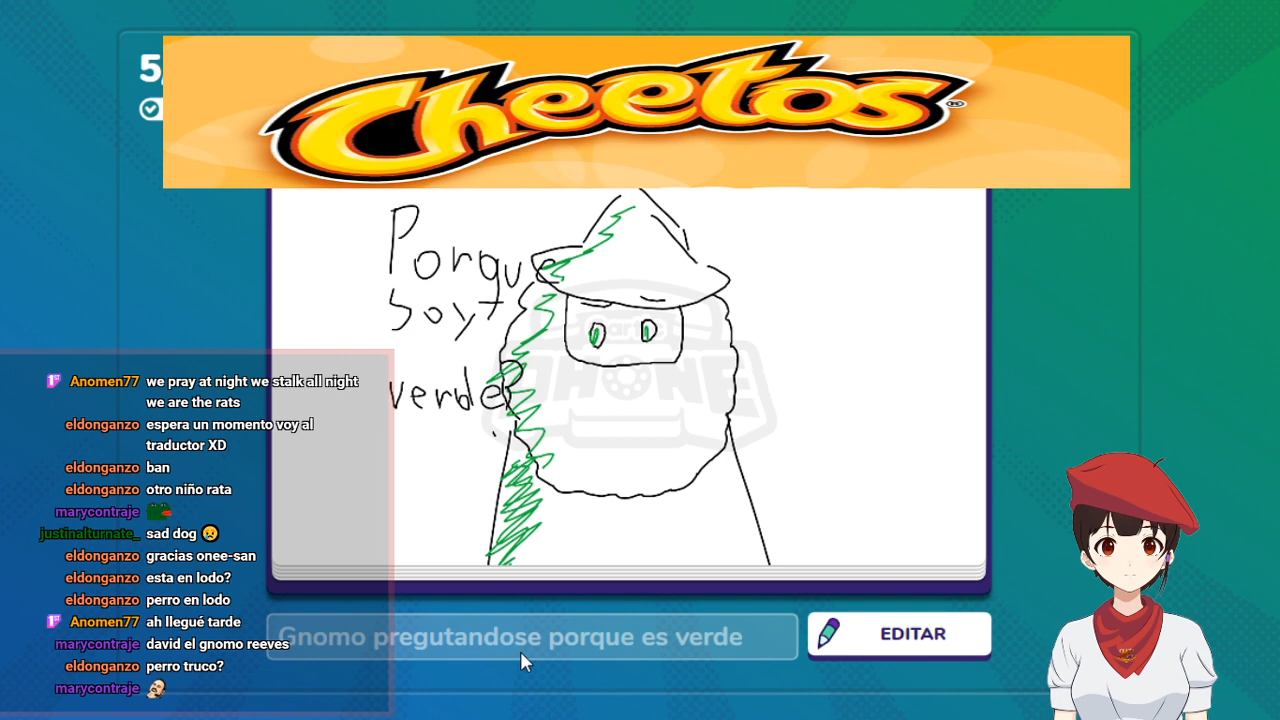 5
Cheetos
Porque
soy
verde?
Gartic
PHONE
Anomen77 we pray at night we stalk all night
we are the rats
eldonganzo espera un momento voy al
traductor XD
eldonganzo ban
eldonganzo otro niño rata
marycontraje
justinalturnate_ sad dog
eldonganzo gracias onee-san
eldonganzo esta en lodo?
eldonganzo perro en lodo
Anomen77 ah llegué tarde
marycontraje david el gnomo reeves
eldonganzo perro truco?
marycontraje
Gnomo pregutandose porque es verde
EDITAR